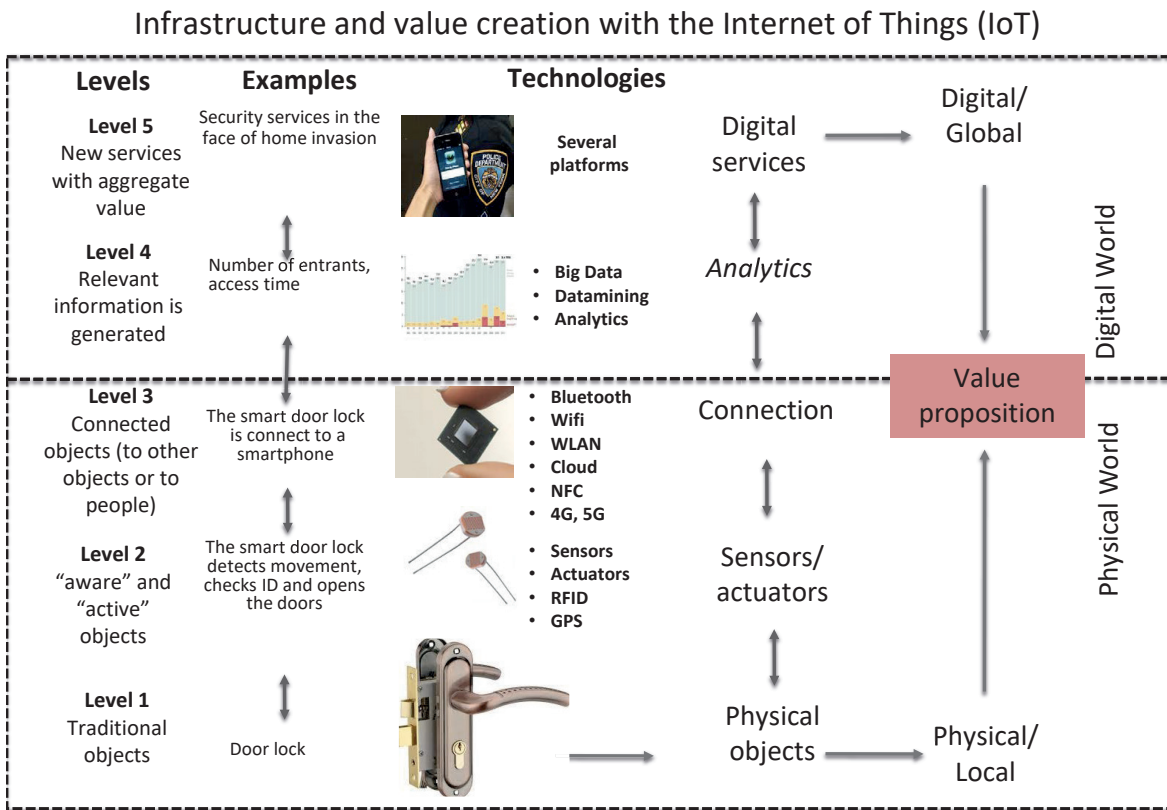 Infrastructure and value creation with the Internet of Things (IoT)
Levels
Examples
Technologies
Level 5
New services
with aggregate
value
Security services in the
face of home invasion
POLICE
DEPARTMENT
Several
platforms
Digital
services
Digital/
Global
Level 4
Relevant
information is
generated
Number of entrants,
access time
• Big Data
• Datamining
• Analytics
Analytics
Digital World
Value
proposition
Level 3
Connected
objects (to other
objects or to
people)
The smart door lock
is connect to a
smartphone
• Bluetooth
• Wifi
• WLAN
• Cloud
• NFC
• 4G, 5G
Connection
Physical World
Level 2
“aware” and
“active”
objects
The smart door lock
detects movement,
checks ID and opens
the doors
• Sensors
• Actuators
• RFID
• GPS
Sensors/
actuators
Level 1
Traditional
objects
Door lock
Physical
objects
Physical/
Local